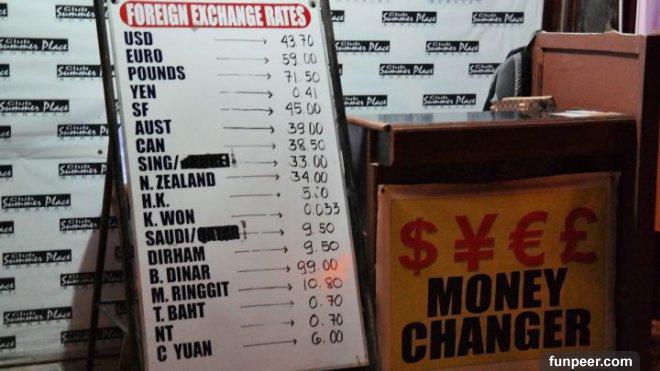 FOREIGN EXCHANGE RATES
USD → 43.70
EURO → 59.00
POUNDS → 71.50
YEN → 0.41
SF → 45.00
AUST → 39.00
CAN → 38.50
SING/ → 33.00
N. ZEALAND → 34.00
H.K. → 5.10
K. WON → 0.033
SAUDI/ → 9.50
DIRHAM → 9.50
B. DINAR → 99.00
M. RINGGIT → 10.80
T. BAHT → 0.70
NT → 0.70
C YUAN → 6.00
Club Summer Place
$ ¥ € £
MONEY
CHANGER
funpeer.com